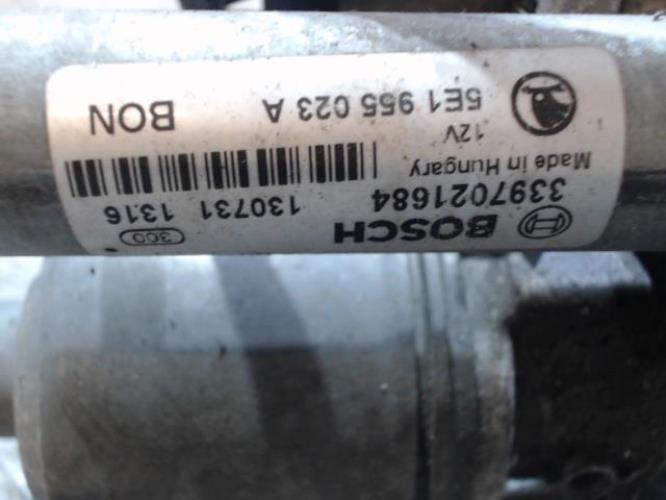 BOSCH 300
3397021684 130731 1316
Made in Hungary
12V
5E1 955 023 A BON